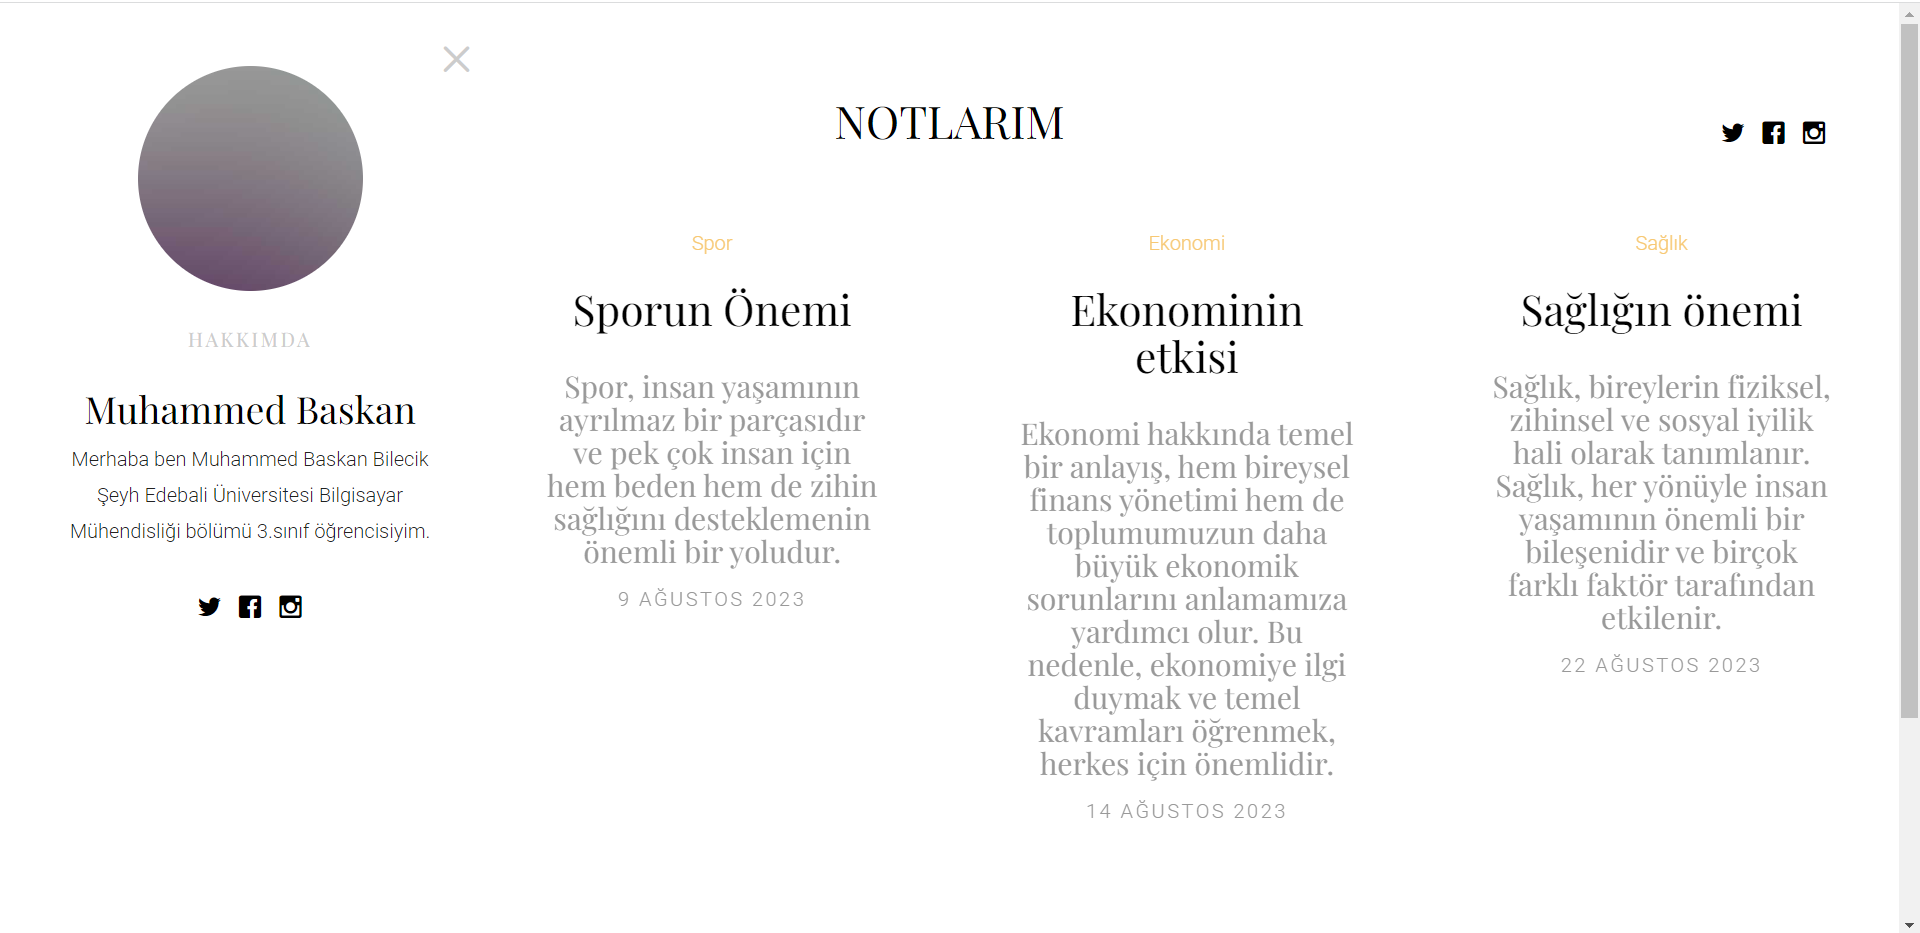 HAKKIMDA
Muhammed Baskan
Merhaba ben Muhammed Baskan Bilecik
Şeyh Edebali Üniversitesi Bilgisayar
Mühendisliği bölümü 3.sınıf öğrencisiyim.
NOTLARIM
Spor
Sporun Önemi
Spor, insan yaşamının
ayrılmaz bir parçasıdır
ve pek çok insan için
hem beden hem de zihin
sağlığını desteklemenin
önemli bir yoludur.
9 AĞUSTOS 2023
Ekonomi
Ekonominin
etkisi
Ekonomi hakkında temel
bir anlayış, hem bireysel
finans yönetimi hem de
toplumumuzun daha
büyük ekonomik
sorunlarını anlamamıza
yardımcı olur. Bu
nedenle, ekonomiye ilgi
duymak ve temel
kavramları öğrenmek,
herkes için önemlidir.
14 AĞUSTOS 2023
Sağlık
Sağlığın önemi
Sağlık, bireylerin fiziksel,
zihinsel ve sosyal iyilik
hali olarak tanımlanır.
Sağlık, her yönüyle insan
yaşamının önemli bir
bileşenidir ve birçok
farklı faktör tarafından
etkilenir.
22 AĞUSTOS 2023